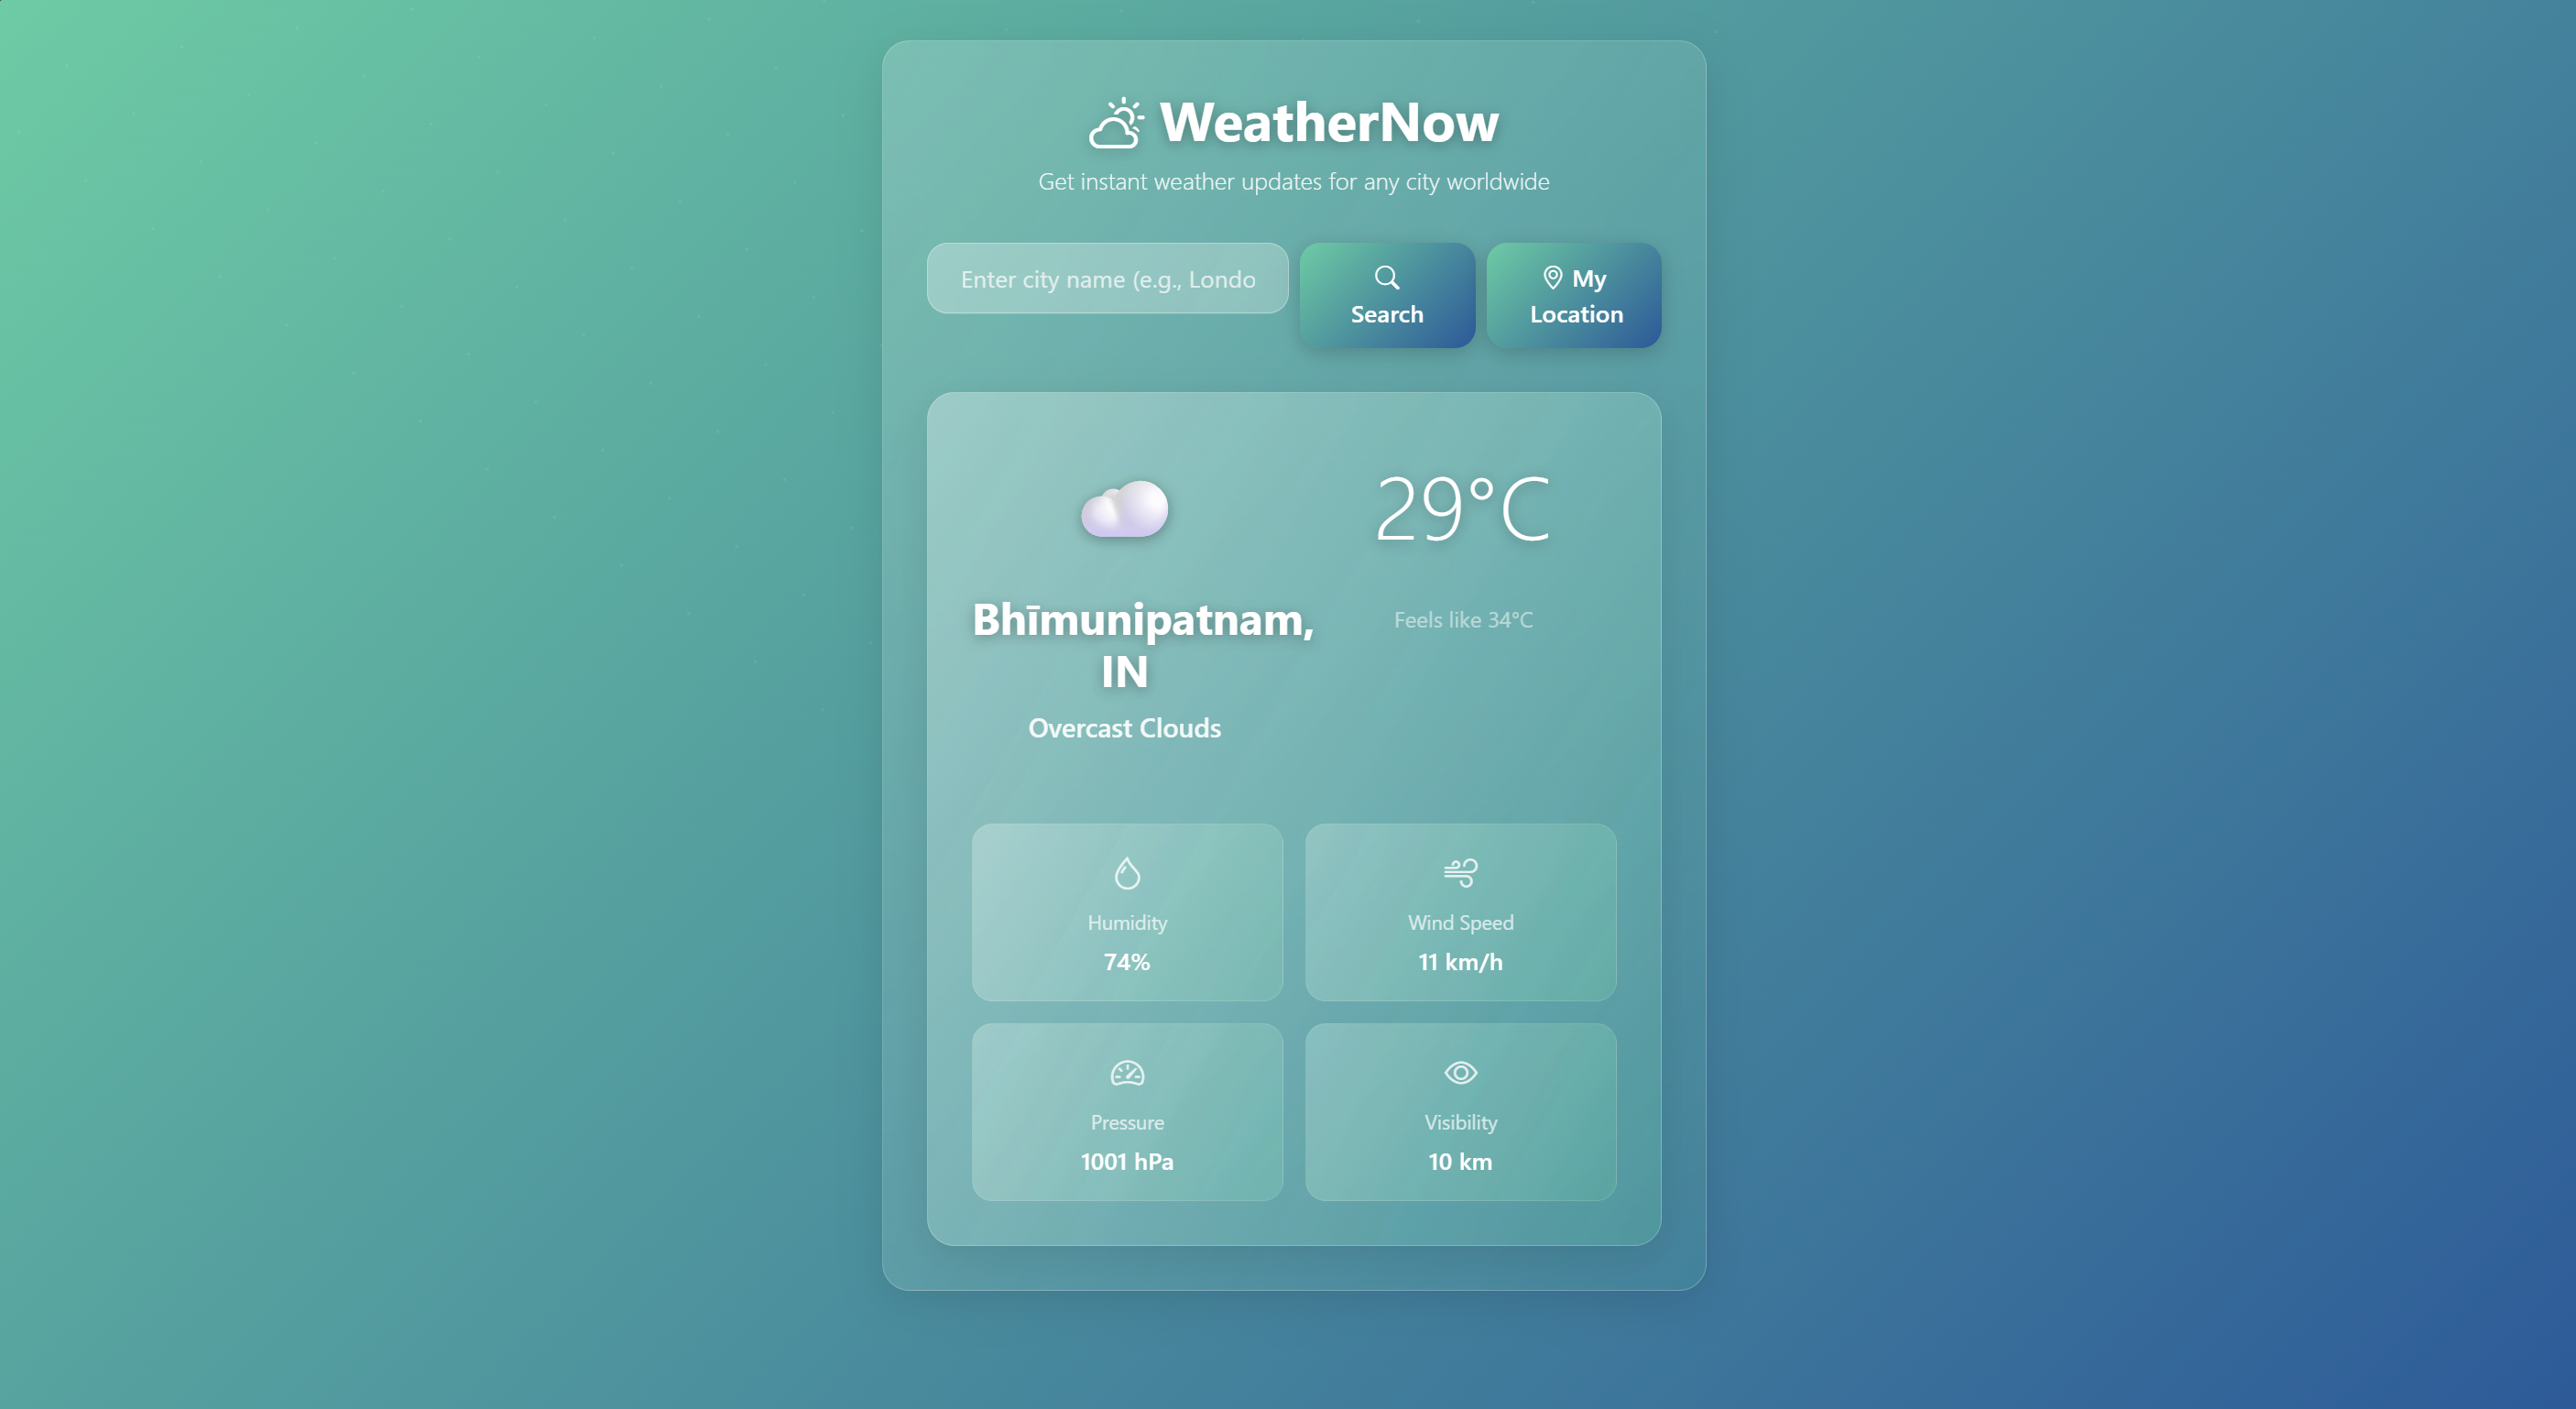 WeatherNow
Get instant weather updates for any city worldwide
Enter city name (e.g., Londo
Search
My
Location
29°C
Bhīmunipatnam,
IN
Feels like 34°C
Overcast Clouds
Humidity
74%
Wind Speed
11 km/h
Pressure
1001 hPa
Visibility
10 km